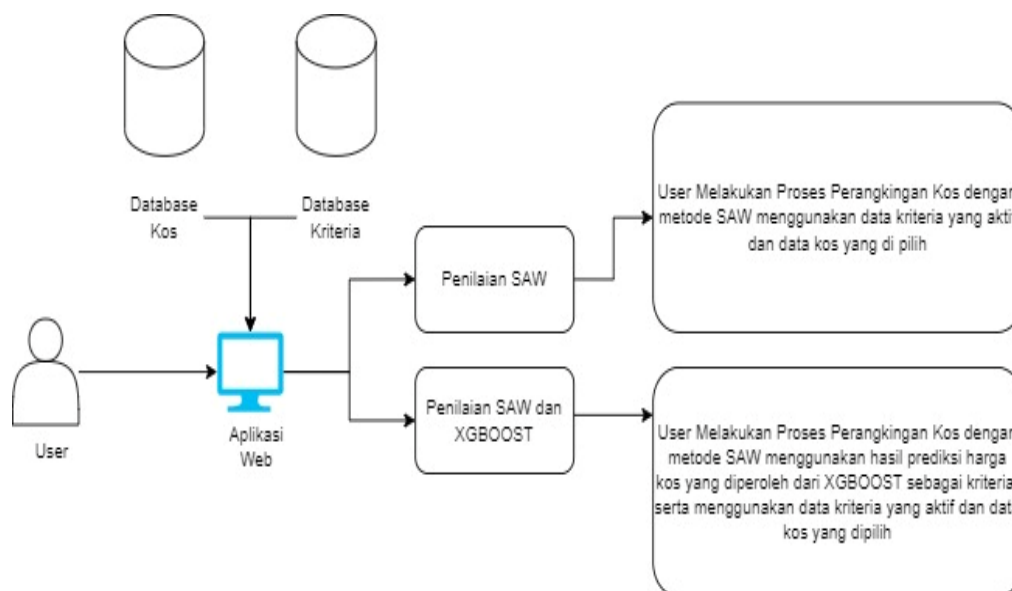 Database
Kos
Database
Kriteria
User
Aplikasi
Web
Penilaian SAW
Penilaian SAW dan
XGBOOST
User Melakukan Proses Perangkingan Kos dengan
metode SAW menggunakan data kriteria yang aktif
dan data kos yang di pilih
User Melakukan Proses Perangkingan Kos dengan
metode SAW menggunakan hasil prediksi harga
kos yang diperoleh dari XGBOOST sebagai kriteria
serta menggunakan data kriteria yang aktif dan data
kos yang dipilih